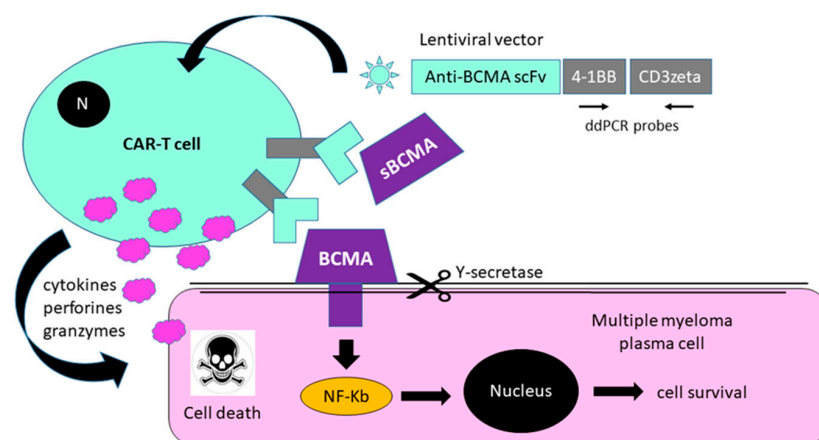 Lentiviral vector
Anti-BCMA scFv
4-1BB
CD3zeta
ddPCR probes
N
CAR-T cell
sBCMA
BCMA
Y-secretase
cytokines
perforines
granzymes
Multiple myeloma
plasma cell
Cell death
NF-Kb
Nucleus
cell survival